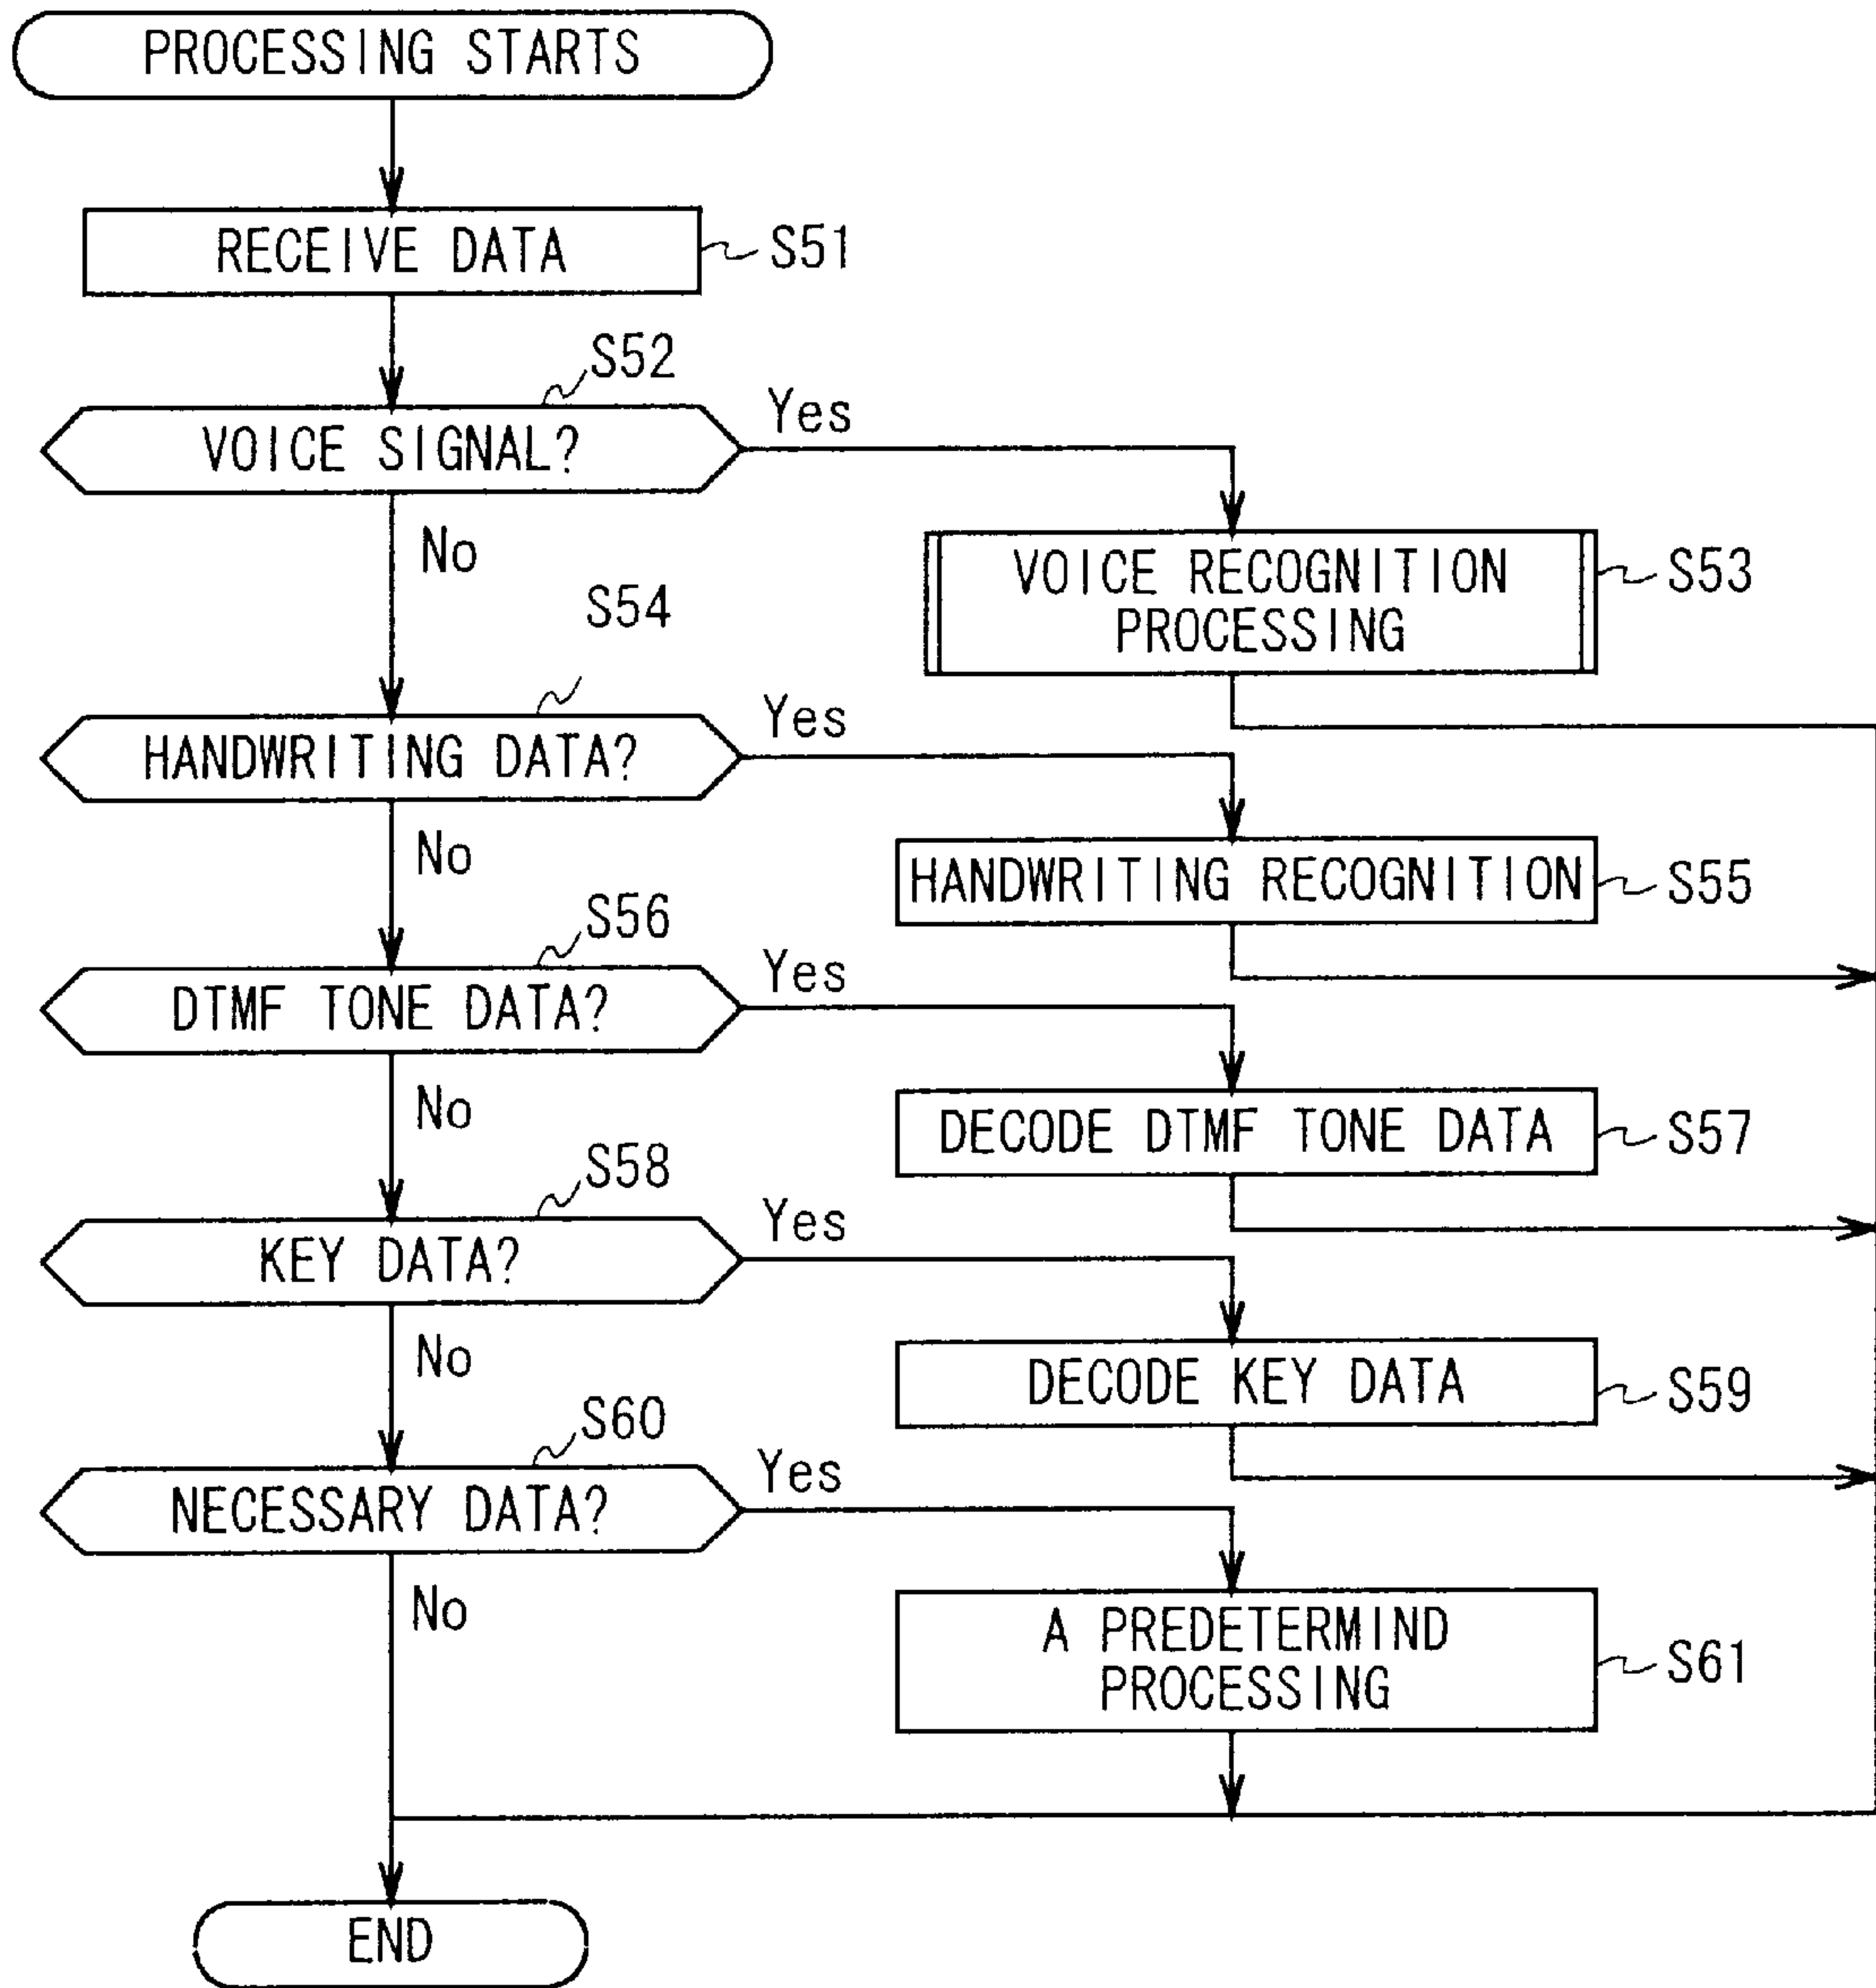 PROCESSING STARTS
RECEIVE DATA
S51
S52
VOICE SIGNAL?
Yes
No
VOICE RECOGNITION
PROCESSING
S53
S54
HANDWRITING DATA?
Yes
No
HANDWRITING RECOGNITION
S55
S56
DTMF TONE DATA?
Yes
No
DECODE DTMF TONE DATA
S57
S58
KEY DATA?
Yes
No
DECODE KEY DATA
S59
S60
NECESSARY DATA?
Yes
No
A PREDETERMIND
PROCESSING
S61
END